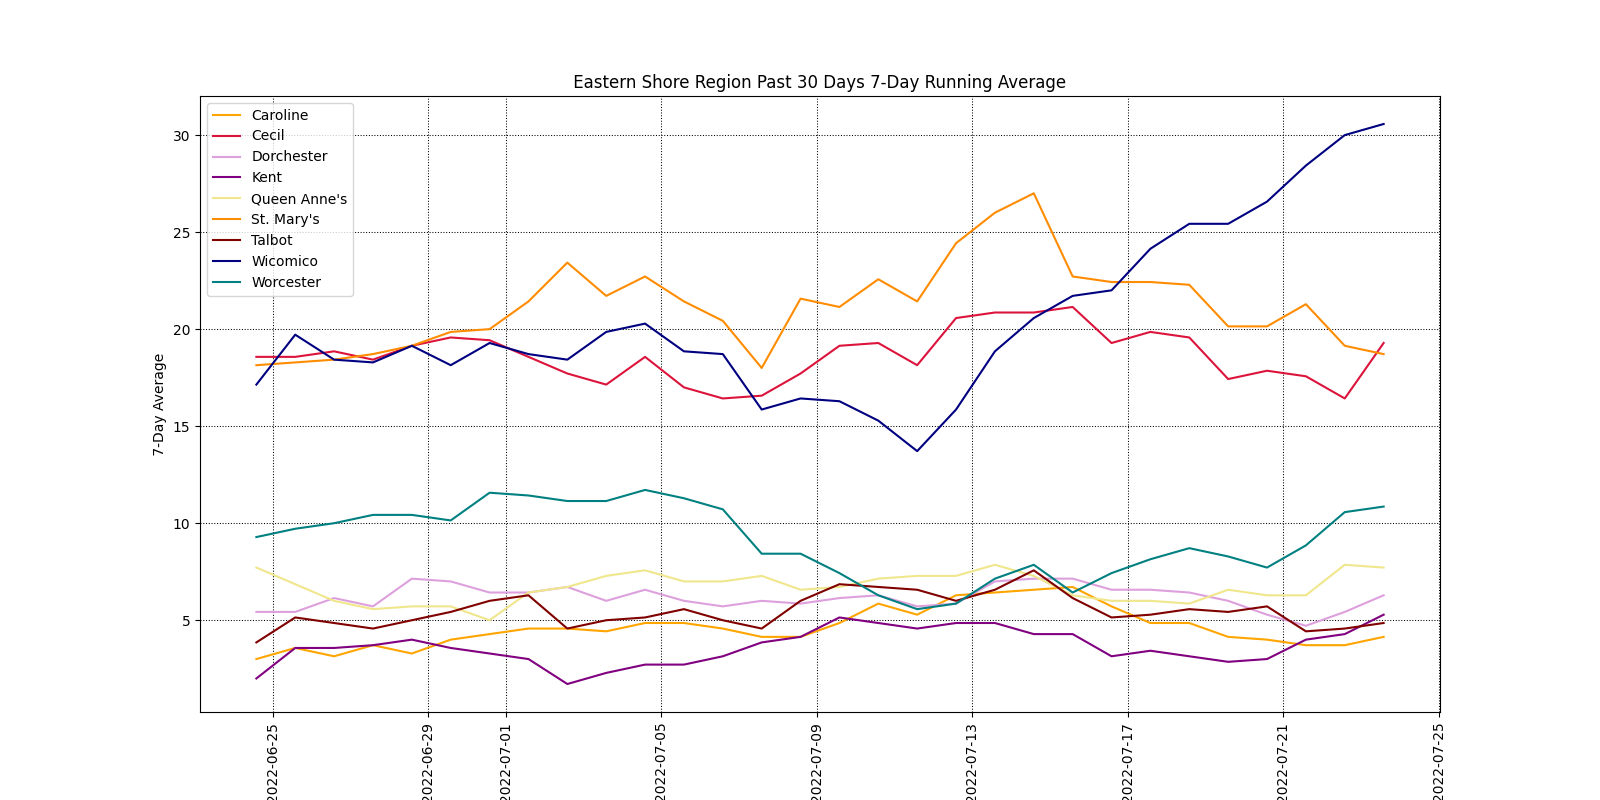 Eastern Shore Region Past 30 Days 7-Day Running Average
Caroline
Cecil
Dorchester
Kent
Queen Anne's
St. Mary's
Talbot
Wicomico
Worcester
30
25
20
15
10
5
7-Day Average
2022-06-25
2022-06-29
2022-07-01
2022-07-05
2022-07-09
2022-07-13
2022-07-17
2022-07-21
2022-07-25